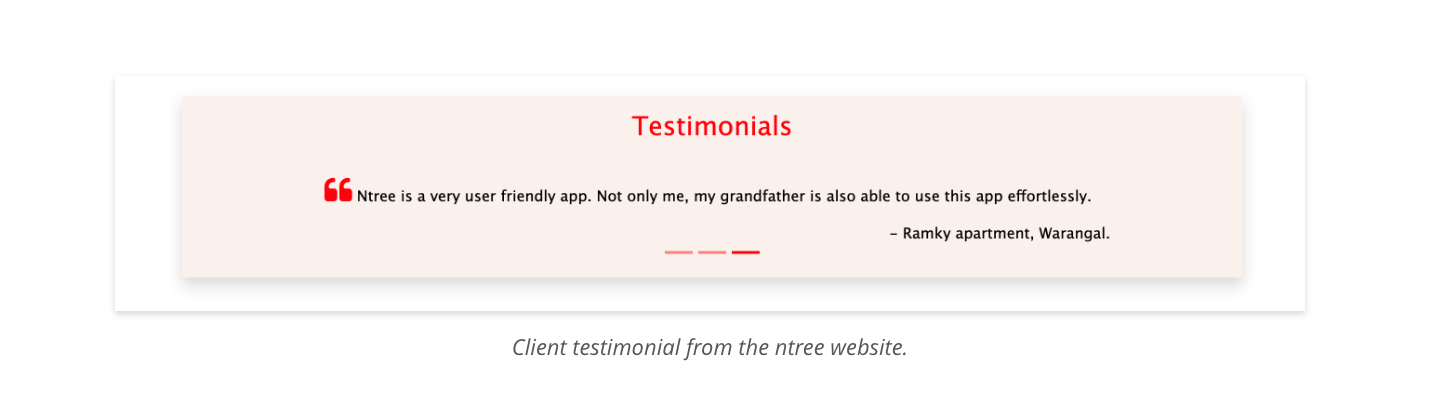 Testimonials
❝ Ntree is a very user friendly app. Not only me, my grandfather is also able to use this app effortlessly.
– Ramky apartment, Warangal.
Client testimonial from the ntree website.